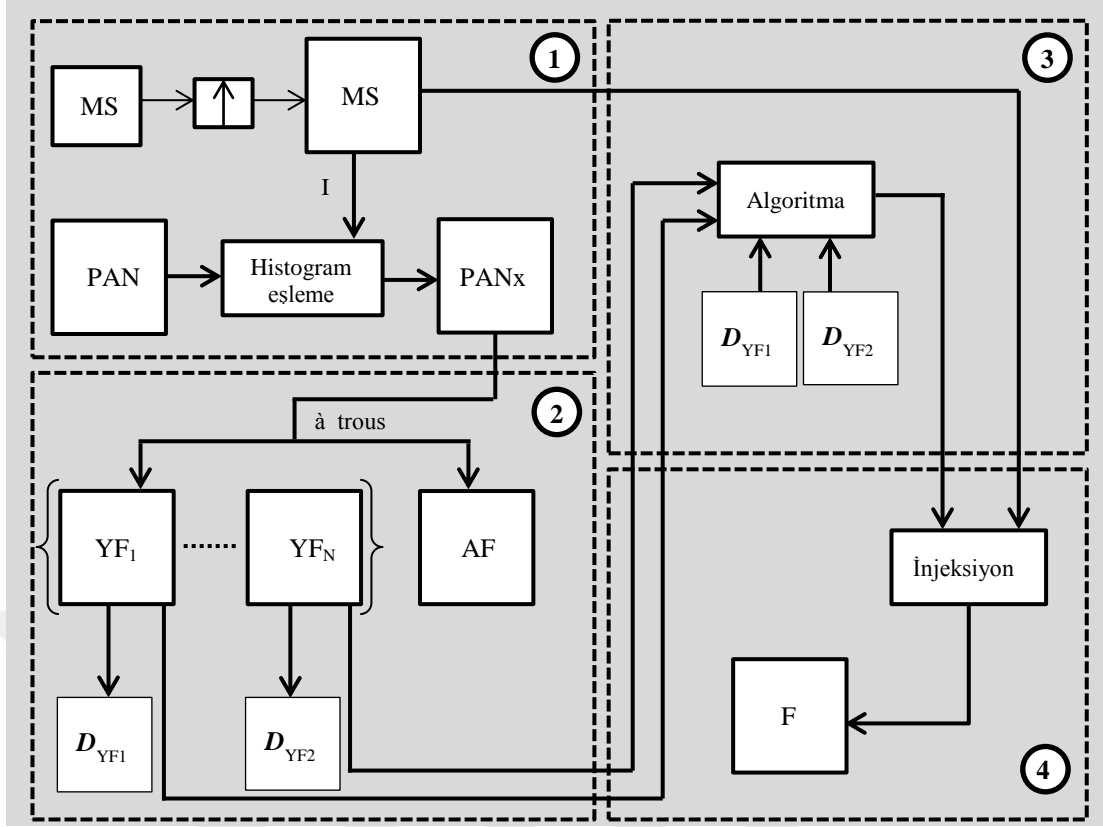 1
MS
MS
I
PAN
Histogram
eşleme
PANx
2
à trous
YF1
........
YFN
AF
DYF1
DYF2
3
Algoritma
DYF1
DYF2
İnjeksiyon
F
4